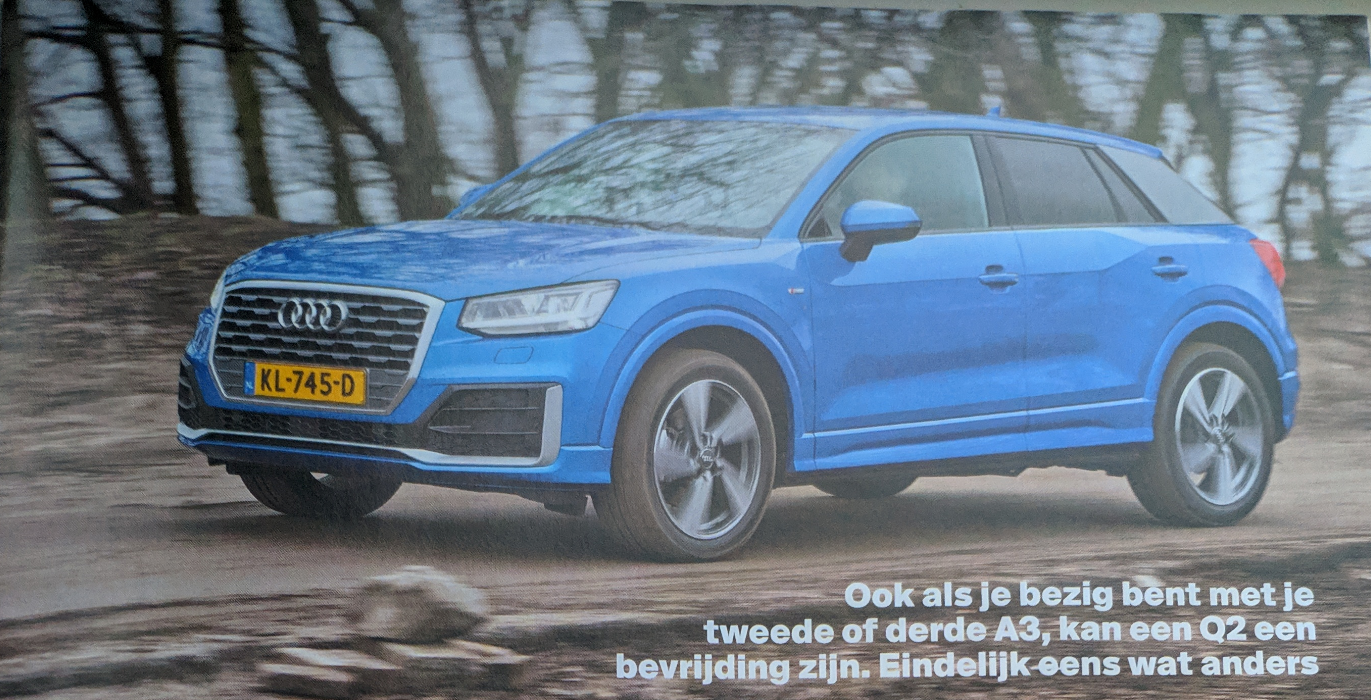 KL-745-D
Ook als je bezig bent met je
tweede of derde A3, kan een Q2 een
bevrijding zijn. Eindelijk eens wat anders